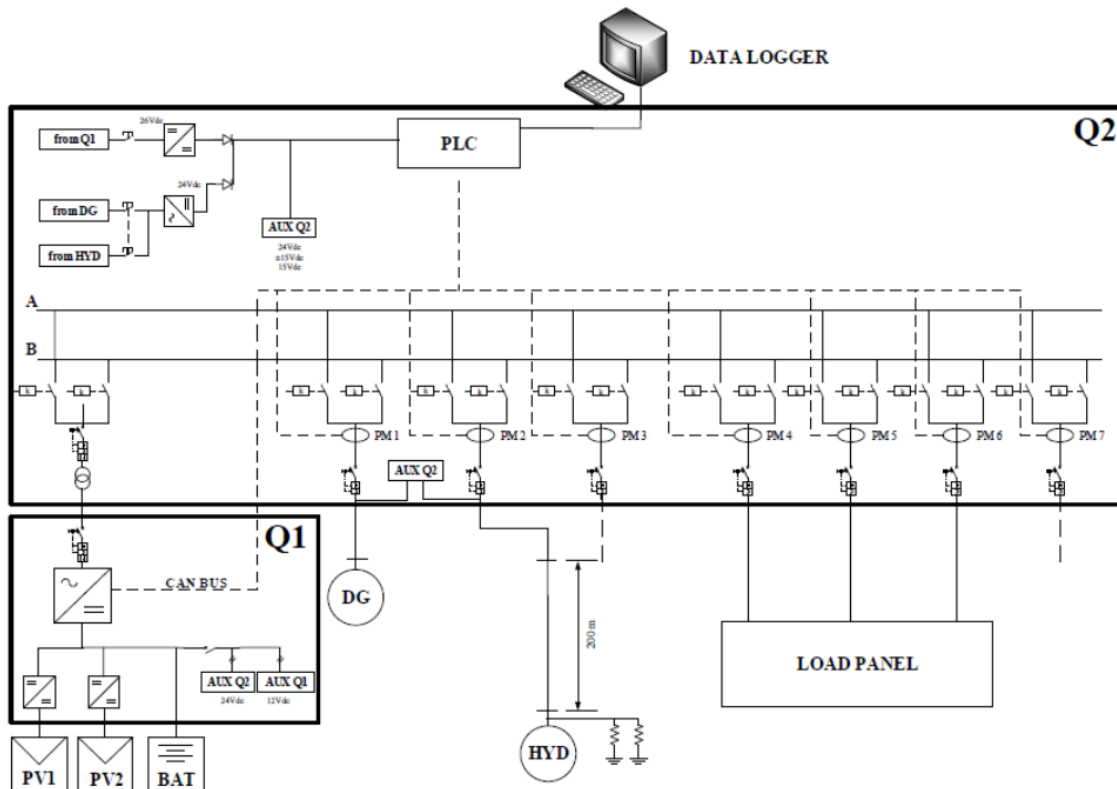 DATA LOGGER
Q2
from Q1
26Vdc
PLC
24Vdc
from DG
AUX Q2
24Vdc
±15Vdc
15Vdc
from HYD
A
B
k k k k k k k k k k k k k k k k
PM 1 PM 2 PM 3 PM 4 PM 5 PM 6 PM 7
AUX Q2
Q1
CAN BUS
DG
200 m
LOAD PANEL
AUX Q2 AUX Q1
24Vdc 12Vdc
HYD
PV1 PV2 BAT